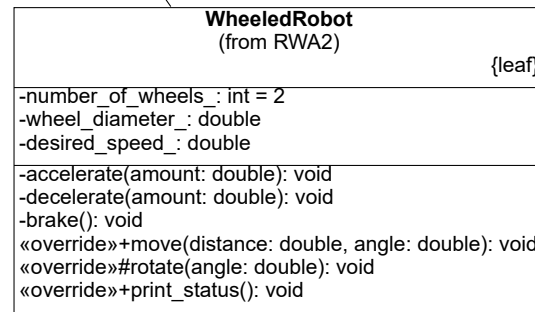 WheeledRobot
(from RWA2)
{leaf}
-number_of_wheels_: int = 2
-wheel_diameter_: double
-desired_speed_: double
-accelerate(amount: double): void
-decelerate(amount: double): void
-brake(): void
«override»+move(distance: double, angle: double): void
«override»#rotate(angle: double): void
«override»+print_status(): void